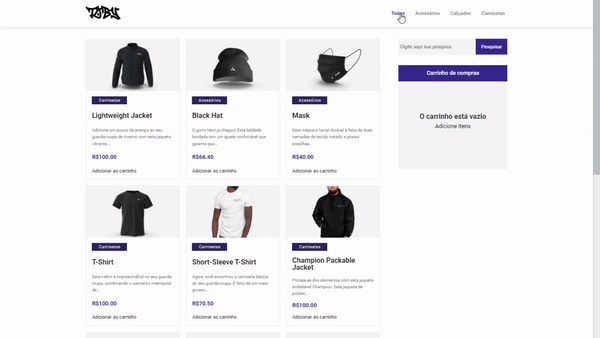 TOBY
Todos Acessórios Calçados Camisetas
Digite aqui sua pesquisa
Pesquisar
Carrinho de compras
O carrinho está vazio
Adicione itens
Camisetas
Lightweight Jacket
Adicione um pouco de energia ao seu
guarda-roupa de inverno com esta jaqueta
vibrante...
R$100.00
Adicionar ao carrinho
Acessórios
Black Hat
O gorro Next já chegou! Esta beldade
bordada tem um ajuste confortável que
garante que...
R$66.40
Adicionar ao carrinho
Acessórios
Mask
Esta máscara facial durável é feita de duas
camadas de tecido tratado e possui
presilhas...
R$40.00
Adicionar ao carrinho
Camisetas
T-Shirt
Esta t-shirt é imprescindível no seu guarda-
roupa, combinando o caimento intemporal
de...
R$100.00
Adicionar ao carrinho
Camisetas
Short-Sleeve T-Shirt
Agora você encontrou a camiseta básica
do seu guarda-roupa. É feito de um mais
grosso...
R$70.50
Adicionar ao carrinho
Camisetas
Champion Packable
Jacket
Proteja-se dos elementos com esta jaqueta
embalável Champion. Esta jaqueta de
poliést...
R$100.00
Adicionar ao carrinho